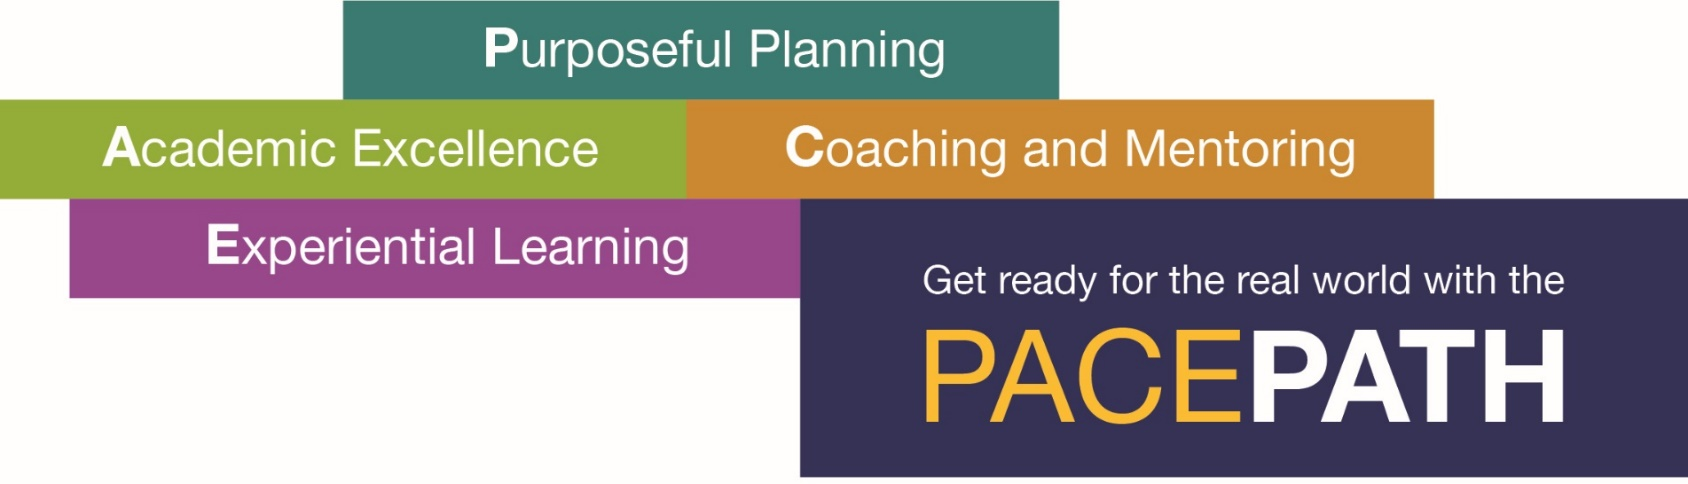 Purposeful Planning
Academic Excellence
Coaching and Mentoring
Experiential Learning
Get ready for the real world with the
PACEPATH